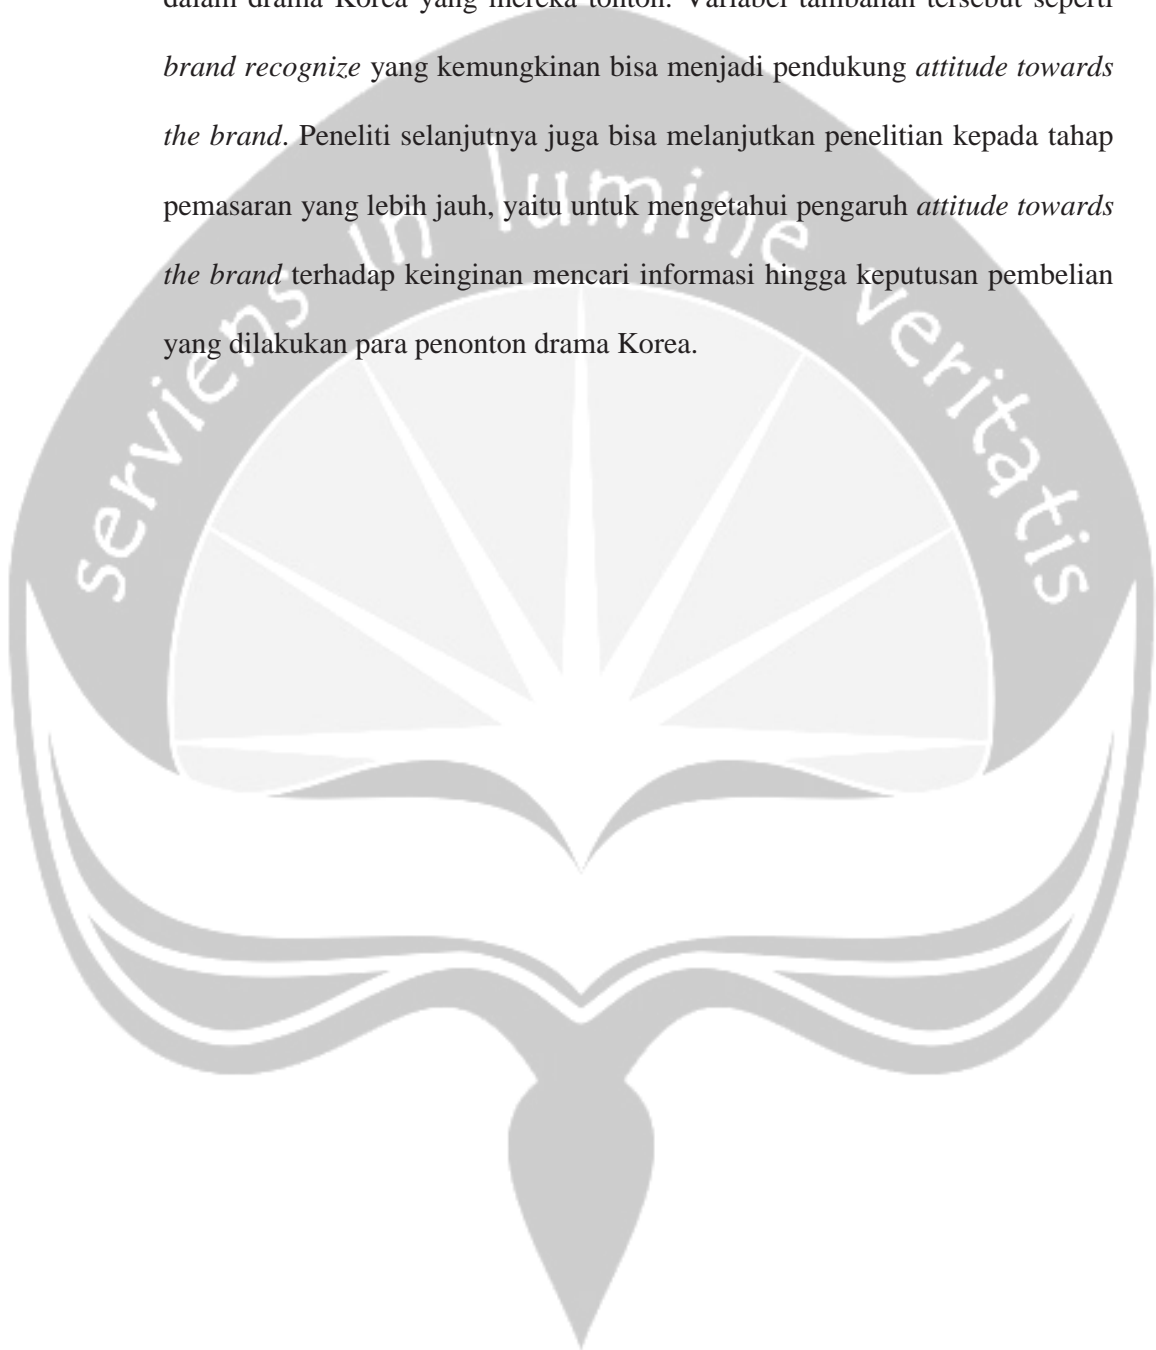 dalam drama Korea yang mereka tonton. Variabel tambahan tersebut seperti
brand recognize yang kemungkinan bisa menjadi pendukung attitude towards
the brand. Peneliti selanjutnya juga bisa melanjutkan penelitian kepada tahap
pemasaran yang lebih jauh, yaitu untuk mengetahui pengaruh attitude towards
the brand terhadap keinginan mencari informasi hingga keputusan pembelian
yang dilakukan para penonton drama Korea.
serviens in lumine veritatis